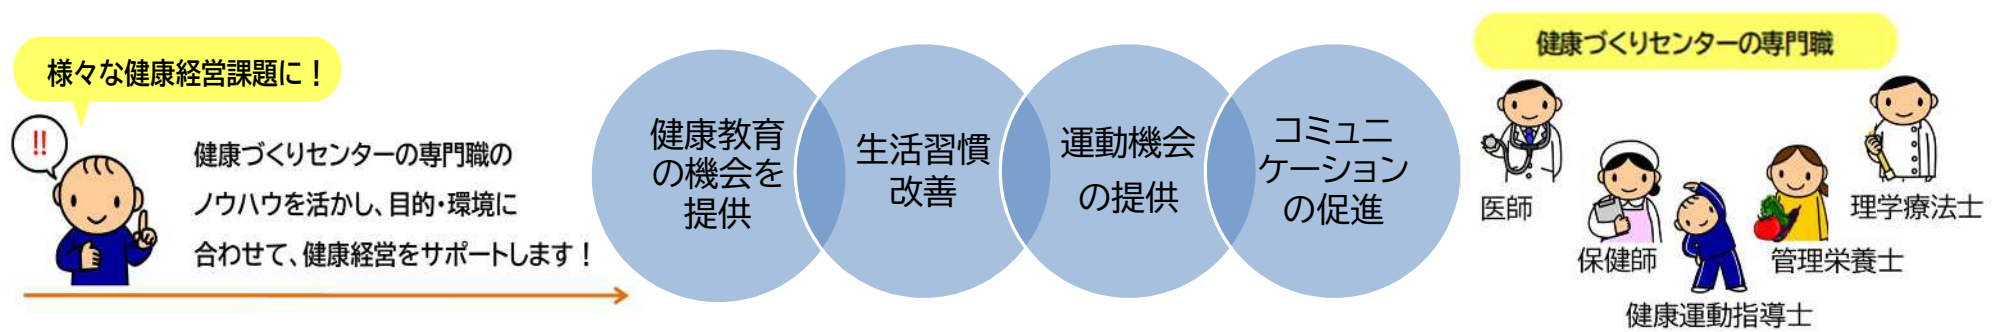 様々な健康経営課題に！
!!
健康づくりセンターの専門職の
ノウハウを活かし、目的・環境に
合わせて、健康経営をサポートします！
健康教育
の機会を
提供
生活習慣
改善
運動機会
の提供
コミュニ
ケーション
の促進
健康づくりセンターの専門職
医師
保健師
健康運動指導士
管理栄養士
理学療法士